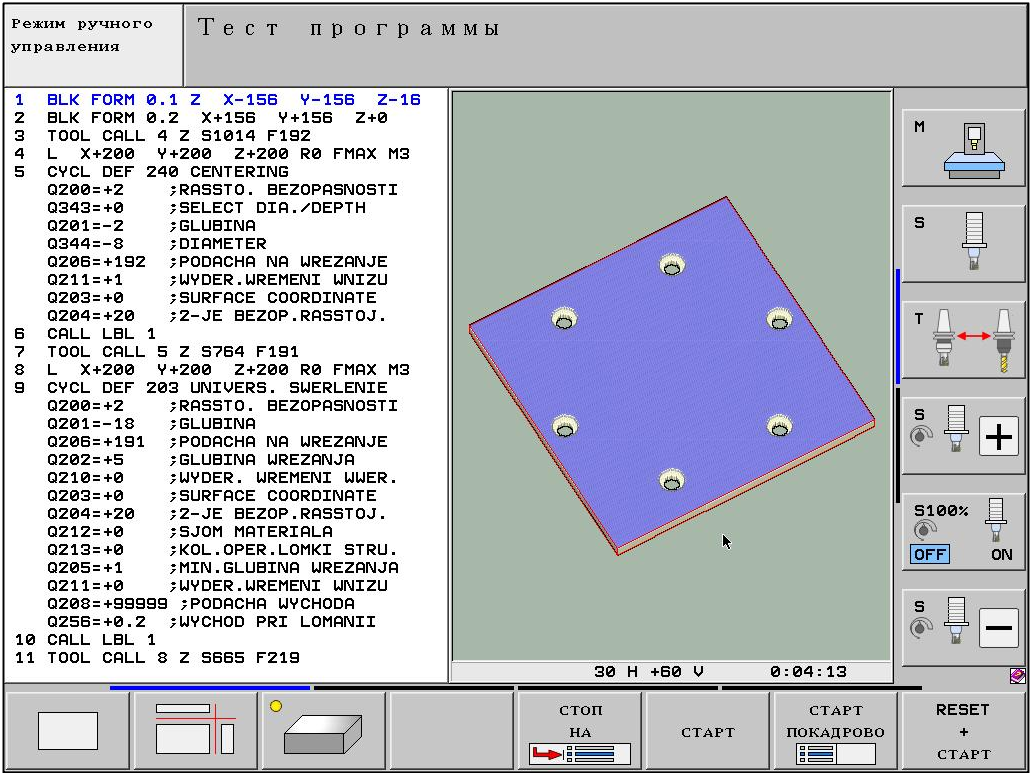 Режим ручного
управления
Тест программы
1 BLK FORM 0.1 Z X-156 Y-156 Z-16
2 BLK FORM 0.2 X+156 Y+156 Z+0
3 TOOL CALL 4 Z S1014 F192
4 L X+200 Y+200 Z+200 R0 FMAX M3
5 CYCL DEF 240 CENTERING
Q200=+2 ;RASSTO. BEZOPASNOSTI
Q343=+0 ;SELECT DIA./DEPTH
Q201=-2 ;GLUBINA
Q344=-8 ;DIAMETER
Q206=+192 ;PODACHA NA WREZANJE
Q211=+1 ;WYDER.WREMENI WNIZU
Q203=+0 ;SURFACE COORDINATE
Q204=+20 ;2-JE BEZOP.RASSTOJ.
6 CALL LBL 1
7 TOOL CALL 5 Z S764 F191
8 L X+200 Y+200 Z+200 R0 FMAX M3
9 CYCL DEF 203 UNIVERS. SWERLENIE
Q200=+2 ;RASSTO. BEZOPASNOSTI
Q201=-18 ;GLUBINA
Q206=+191 ;PODACHA NA WREZANJE
Q202=+5 ;GLUBINA WREZANJA
Q210=+0 ;WYDER. WREMENI WWER.
Q203=+0 ;SURFACE COORDINATE
Q204=+20 ;2-JE BEZOP.RASSTOJ.
Q212=+0 ;SJOM MATERIALA
Q213=+0 ;KOL.OPER.LOMKI STRU.
Q205=+1 ;MIN.GLUBINA WREZANJA
Q211=+0 ;WYDER.WREMENI WNIZU
Q208=+99999 ;PODACHA WYCHODA
Q256=+0.2 ;WYCHOD PRI LOMANII
10 CALL LBL 1
11 TOOL CALL 8 Z S665 F219
30 H +60 V 0:04:13
M
S
T
S
+
S100%
OFF ON
S
−
СТОП
НА
СТАРТ
СТАРТ
ПОКАДРОВО
RESET
+
СТАРТ